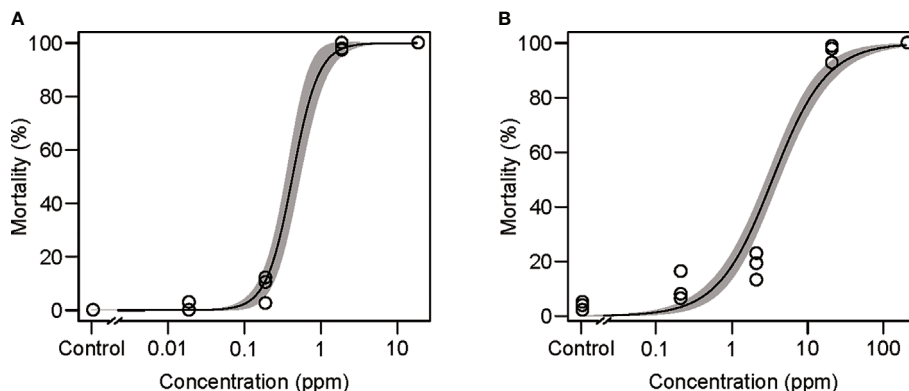 A
100
80
60
40
20
0
Mortality (%)
Control 0.01 0.1 1 10
Concentration (ppm)
B
100
80
60
40
20
0
Mortality (%)
Control 0.1 1 10 100
Concentration (ppm)